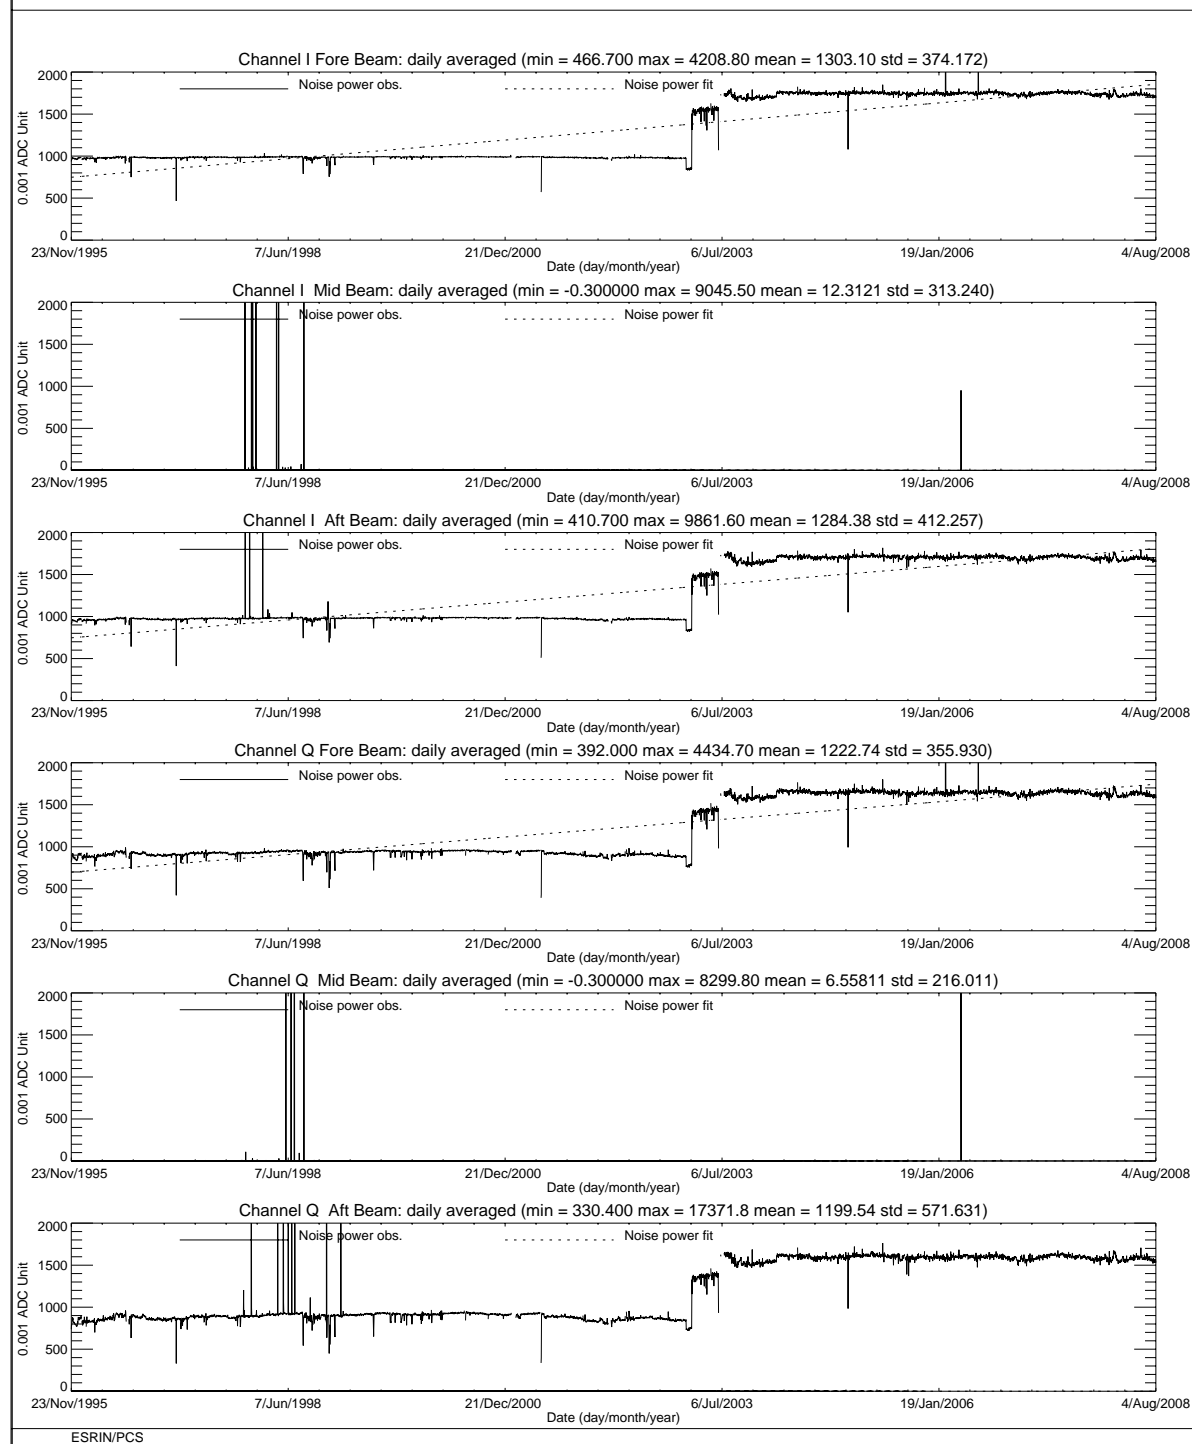 Channel I Fore Beam: daily averaged (min = 466.700 max = 4208.80 mean = 1303.10 std = 374.172)
Noise power obs. Noise power fit
2000
1500
1000
500
0
0.001 ADC Unit
23/Nov/1995 7/Jun/1998 21/Dec/2000 6/Jul/2003 19/Jan/2006 4/Aug/2008
Date (day/month/year)
Channel I Mid Beam: daily averaged (min = -0.300000 max = 9045.50 mean = 12.3121 std = 313.240)
Noise power obs. Noise power fit
2000
1500
1000
500
0
0.001 ADC Unit
23/Nov/1995 7/Jun/1998 21/Dec/2000 6/Jul/2003 19/Jan/2006 4/Aug/2008
Date (day/month/year)
Channel I Aft Beam: daily averaged (min = 410.700 max = 9861.60 mean = 1284.38 std = 412.257)
Noise power obs. Noise power fit
2000
1500
1000
500
0
0.001 ADC Unit
23/Nov/1995 7/Jun/1998 21/Dec/2000 6/Jul/2003 19/Jan/2006 4/Aug/2008
Date (day/month/year)
Channel Q Fore Beam: daily averaged (min = 392.000 max = 4434.70 mean = 1222.74 std = 355.930)
Noise power obs. Noise power fit
2000
1500
1000
500
0
0.001 ADC Unit
23/Nov/1995 7/Jun/1998 21/Dec/2000 6/Jul/2003 19/Jan/2006 4/Aug/2008
Date (day/month/year)
Channel Q Mid Beam: daily averaged (min = -0.300000 max = 8299.80 mean = 6.55811 std = 216.011)
Noise power obs. Noise power fit
2000
1500
1000
500
0
0.001 ADC Unit
23/Nov/1995 7/Jun/1998 21/Dec/2000 6/Jul/2003 19/Jan/2006 4/Aug/2008
Date (day/month/year)
Channel Q Aft Beam: daily averaged (min = 330.400 max = 17371.8 mean = 1199.54 std = 571.631)
Noise power obs. Noise power fit
2000
1500
1000
500
0
0.001 ADC Unit
23/Nov/1995 7/Jun/1998 21/Dec/2000 6/Jul/2003 19/Jan/2006 4/Aug/2008
Date (day/month/year)
ESRIN/PCS